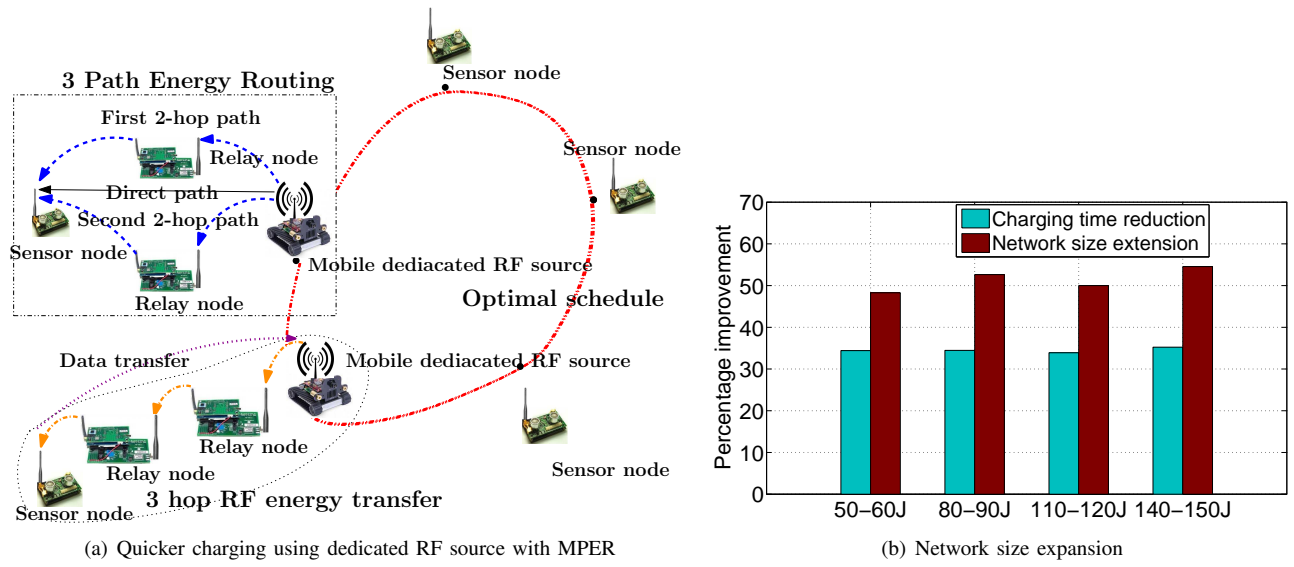 Sensor node
3 Path Energy Routing
First 2-hop path
Relay node
Sensor node
Direct path
Second 2-hop path
Sensor node
Mobile dediacated RF source
Relay node
Optimal schedule
Data transfer
Mobile dediacated RF source
Relay node
Relay node
Sensor node
3 hop RF energy transfer
Sensor node
(a) Quicker charging using dedicated RF source with MPER
70
60
50
40
30
20
10
0
Percentage improvement
Charging time reduction
Network size extension
50–60J
80–90J
110–120J
140–150J
(b) Network size expansion